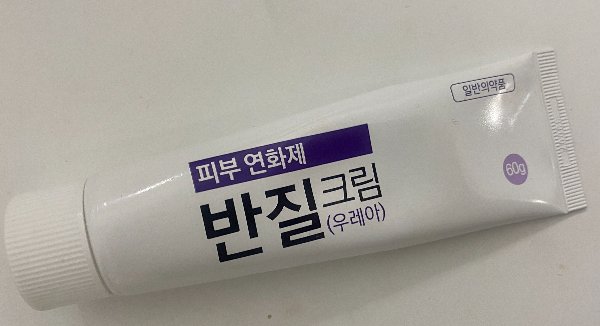 일반의약품
피부 연화제
반질크림
(우레아)
60g